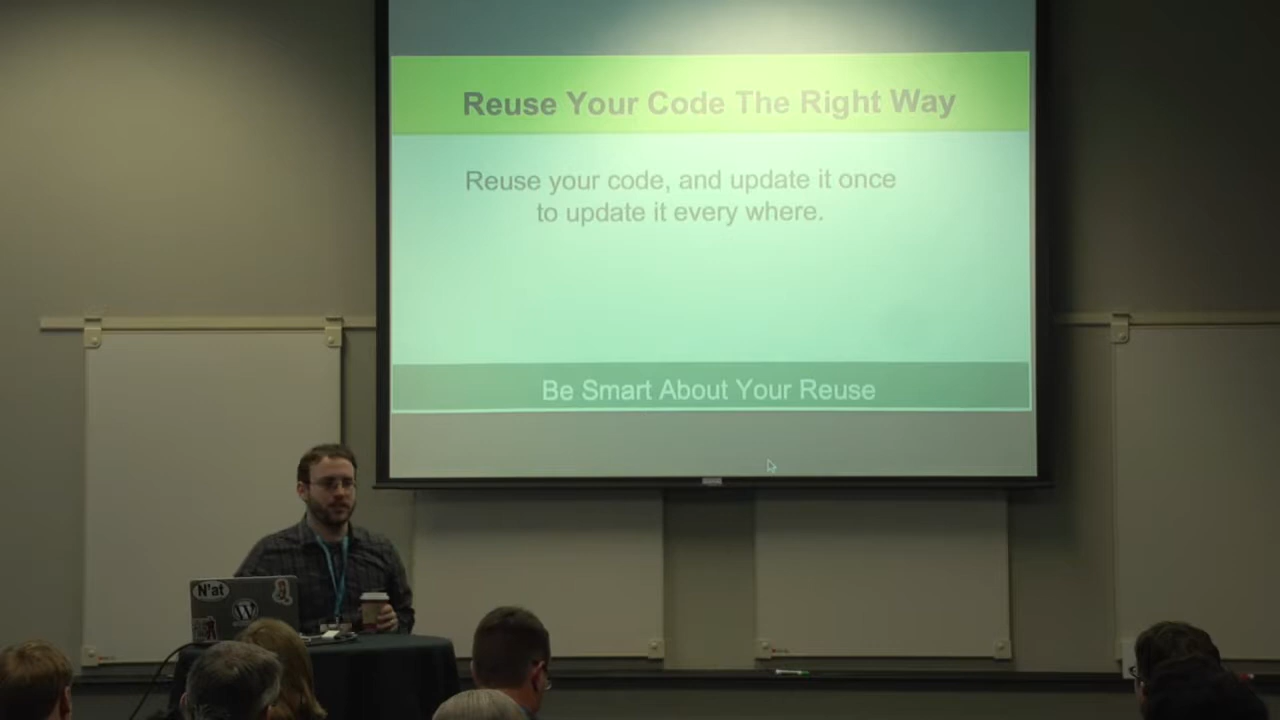 Reuse Your Code The Right Way
Reuse your code, and update it once
to update it every where.
Be Smart About Your Reuse
N'at
W